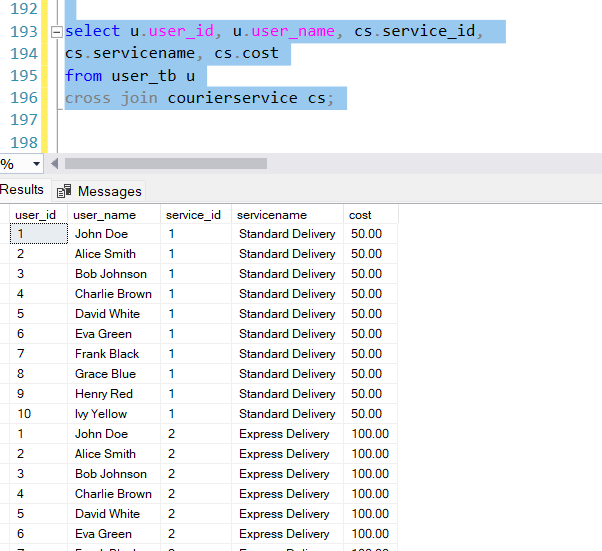 192
193 select u.user_id, u.user_name, cs.service_id,
194 cs.servicename, cs.cost
195 from user_tb u
196 cross join courierservice cs;
197
198
%
Results Messages
user_id user_name service_id servicename cost
1 John Doe 1 Standard Delivery 50.00
2 Alice Smith 1 Standard Delivery 50.00
3 Bob Johnson 1 Standard Delivery 50.00
4 Charlie Brown 1 Standard Delivery 50.00
5 David White 1 Standard Delivery 50.00
6 Eva Green 1 Standard Delivery 50.00
7 Frank Black 1 Standard Delivery 50.00
8 Grace Blue 1 Standard Delivery 50.00
9 Henry Red 1 Standard Delivery 50.00
10 Ivy Yellow 1 Standard Delivery 50.00
1 John Doe 2 Express Delivery 100.00
2 Alice Smith 2 Express Delivery 100.00
3 Bob Johnson 2 Express Delivery 100.00
4 Charlie Brown 2 Express Delivery 100.00
5 David White 2 Express Delivery 100.00
6 Eva Green 2 Express Delivery 100.00